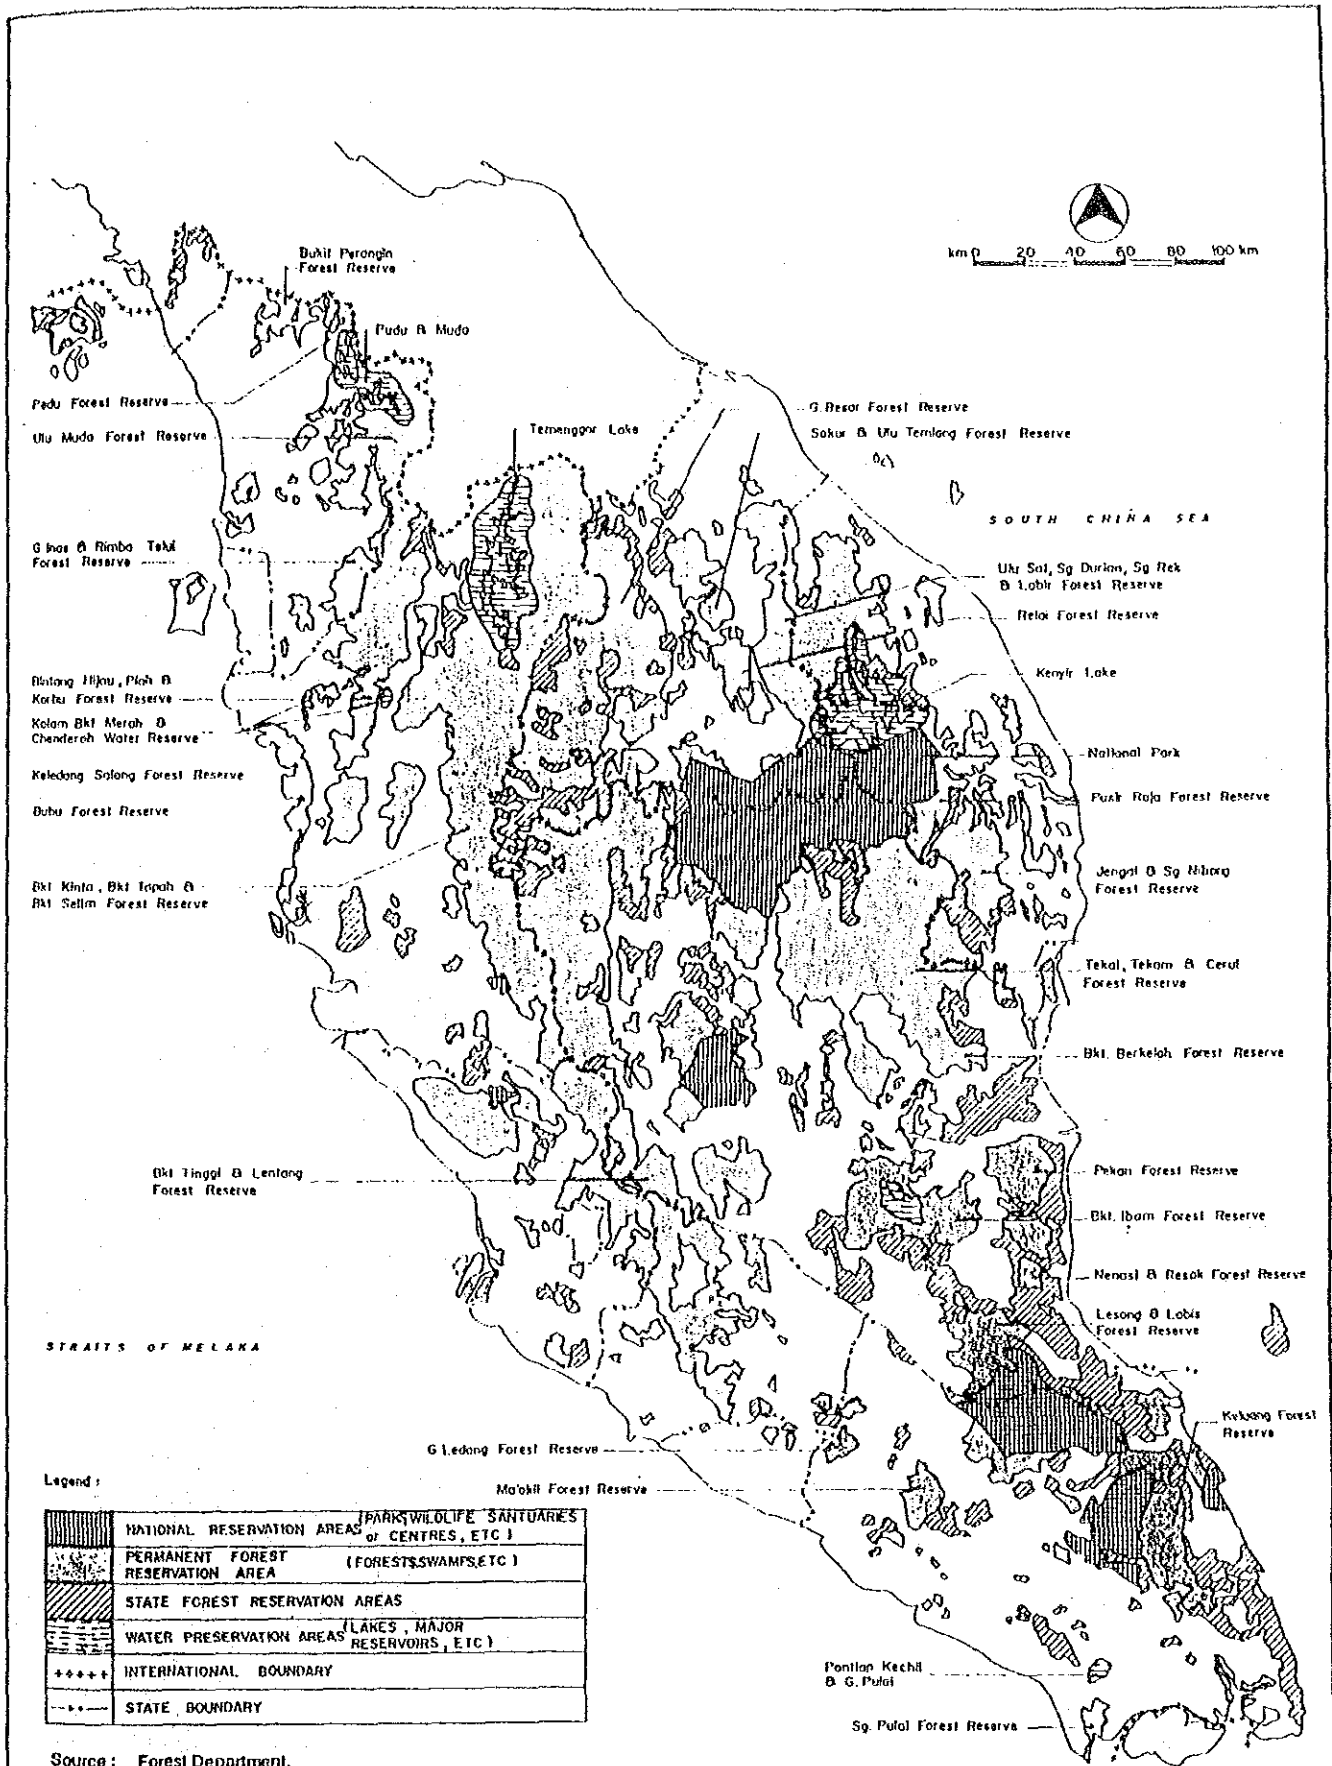 km 0 20 40 60 80 100 km
Bukit Perangin
Forest Reserve
Pudu & Muda
Pedu Forest Reserve
Ulu Muda Forest Reserve
Temenggor Lake
G. Besar Forest Reserve
Sokur & Ulu Temiang Forest Reserve
SOUTH CHINA SEA
G Inas & Rimba Telui
Forest Reserve
Ulu Sat, Sg Durian, Sg Rek
& Labir Forest Reserve
Relai Forest Reserve
Kenyir Lake
Bintang Hijau, Piah &
Korbu Forest Reserve
Kolam Bkt Merah &
Chenderoh Water Reserve
National Park
Keledang Saiong Forest Reserve
Pasir Raja Forest Reserve
Bubu Forest Reserve
Jengai & Sg Nibong
Forest Reserve
Bkt Kinta, Bkt Tapah &
Bkt Selim Forest Reserve
Tekai, Tekam & Cerul
Forest Reserve
Bkt. Berkelah Forest Reserve
Bkt Tinggi & Lentang
Forest Reserve
Pekan Forest Reserve
Bkt. Ibam Forest Reserve
Nenasi & Resak Forest Reserve
Lesong & Labis
Forest Reserve
STRAITS OF MELAKA
Keluang Forest
Reserve
G Ledang Forest Reserve
Ma'okil Forest Reserve
Legend :
NATIONAL RESERVATION AREAS (PARKS, WILDLIFE SANTUARIES
or CENTRES, ETC )
PERMANENT FOREST
RESERVATION AREA (FORESTS, SWAMPS, ETC )
STATE FOREST RESERVATION AREAS
WATER PRESERVATION AREAS (LAKES , MAJOR
RESERVOIRS, ETC )
INTERNATIONAL BOUNDARY
STATE BOUNDARY
Pontian Kechil
& G. Pulai
Sg. Pulai Forest Reserve
Source : Forest Department.